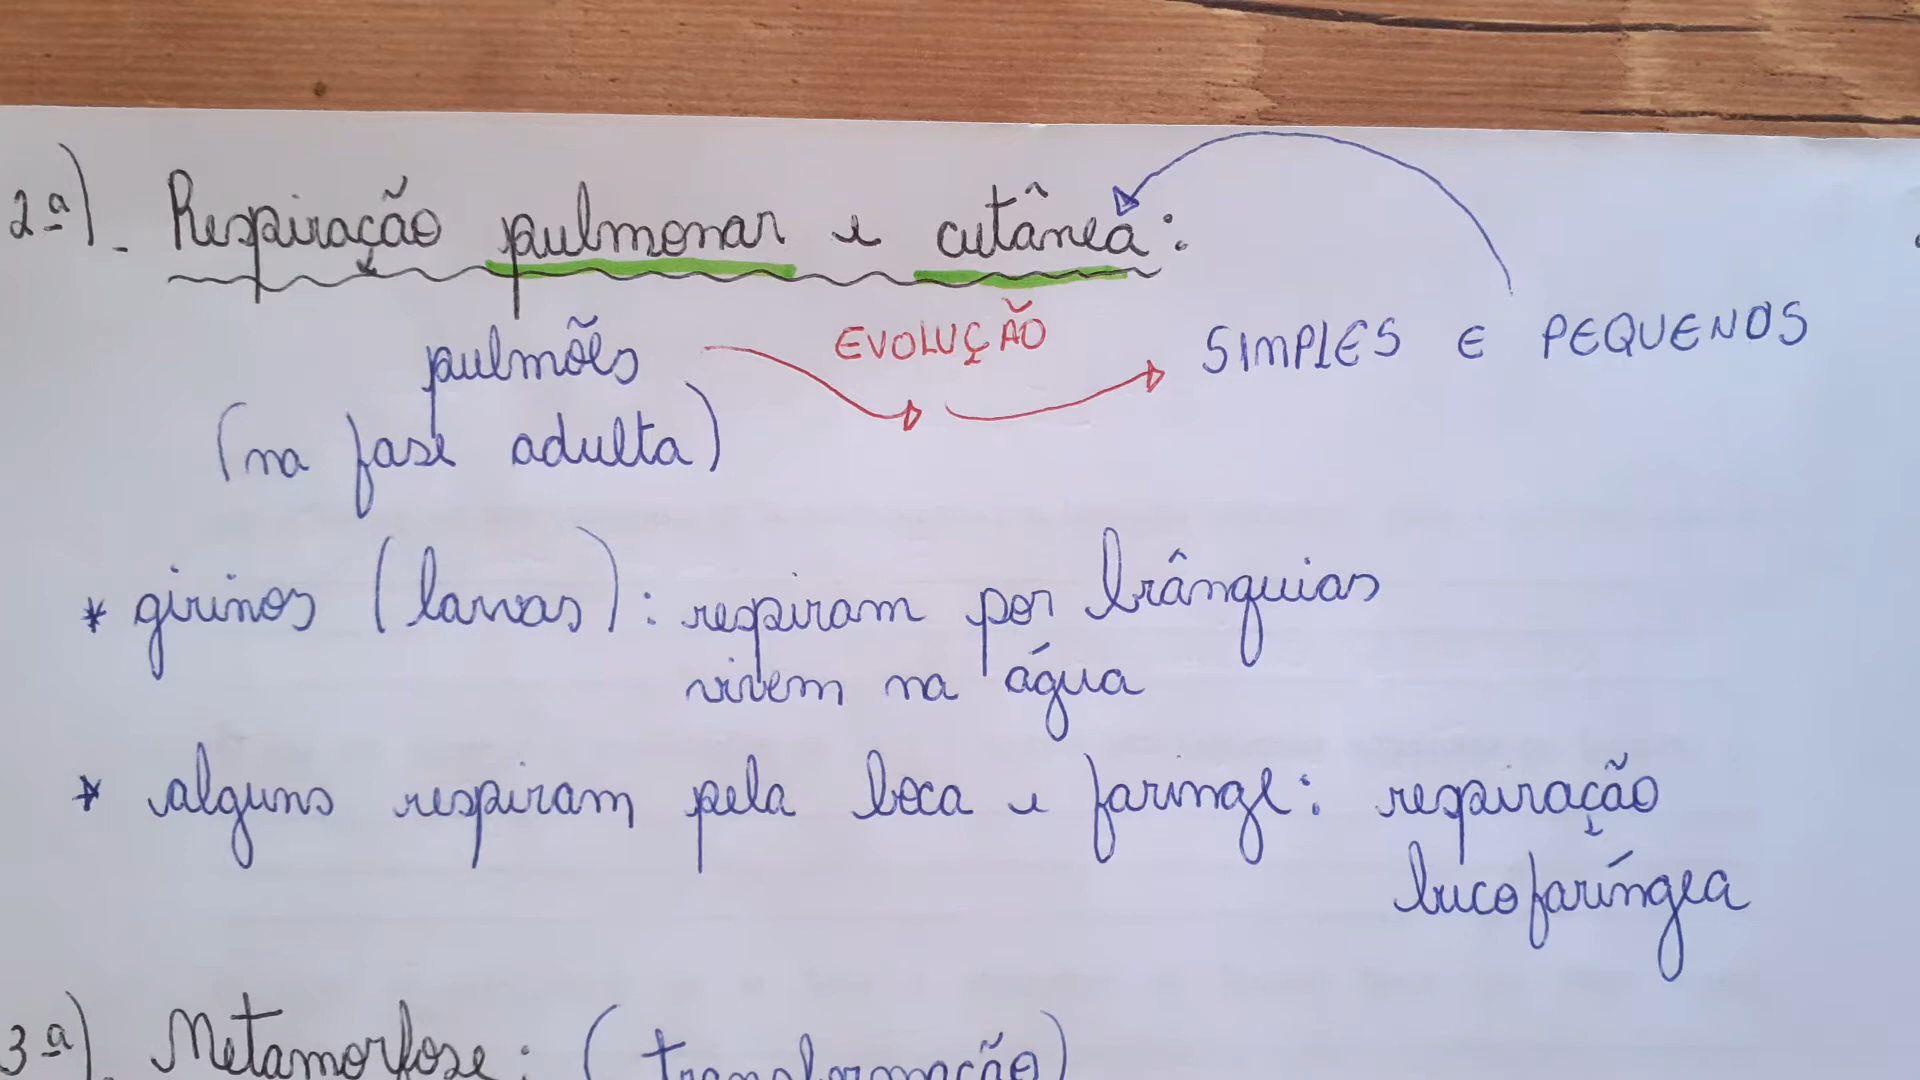 2ª). Respiração pulmonar e cutânea:
pulmões EVOLUÇÃO SIMPLES E PEQUENOS
(na fase adulta)
* girinos (larvas): respiram por brânquias
vivem na água
* alguns respiram pela boca e faringe: respiração
bucofaríngea
3ª). Metamorfose: (transformação)